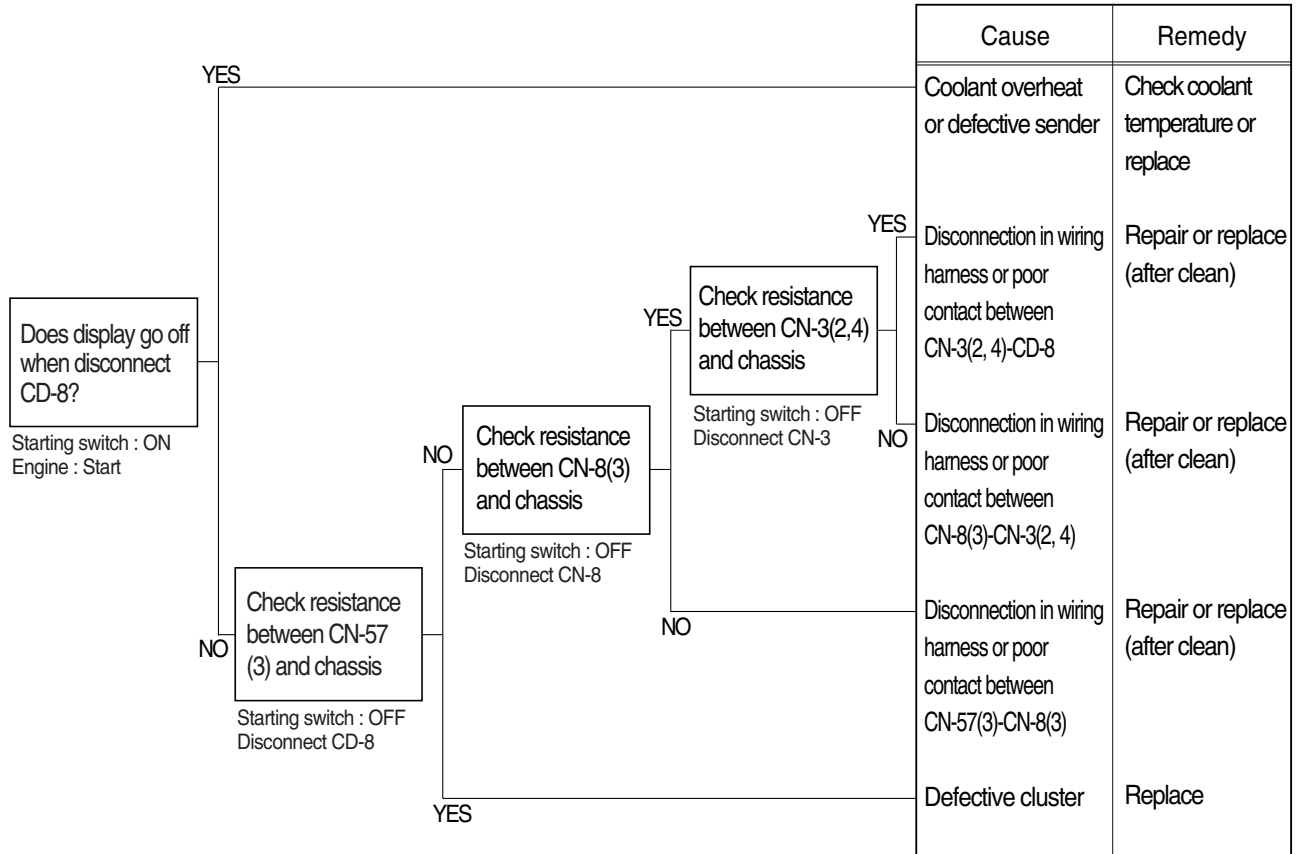 Cause
Remedy
YES
Coolant overheat
or defective sender
Check coolant
temperature or
replace
YES
Disconnection in wiring
harness or poor
contact between
CN-3(2, 4)-CD-8
Repair or replace
(after clean)
Check resistance
between CN-3(2,4)
and chassis
YES
Starting switch : OFF
Disconnect CN-3
NO
Does display go off
when disconnect
CD-8?
Starting switch : ON
Engine : Start
Disconnection in wiring
harness or poor
contact between
CN-8(3)-CN-3(2, 4)
Repair or replace
(after clean)
NO
Check resistance
between CN-8(3)
and chassis
Starting switch : OFF
Disconnect CN-8
NO
Check resistance
between CN-57
(3) and chassis
Starting switch : OFF
Disconnect CD-8
NO
Disconnection in wiring
harness or poor
contact between
CN-57(3)-CN-8(3)
Repair or replace
(after clean)
YES
Defective cluster
Replace